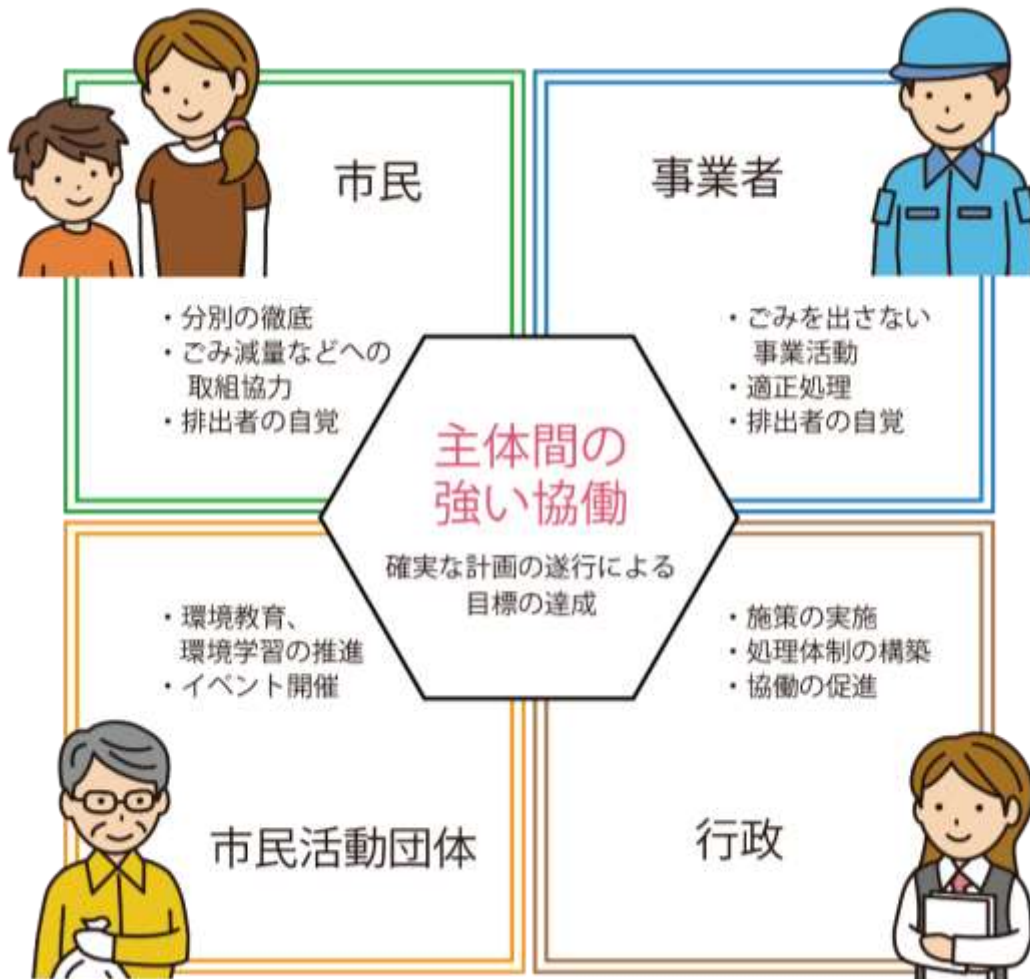 市民
・分別の徹底
・ごみ減量などへの
取組協力
・排出者の自覚
事業者
・ごみを出さない
事業活動
・適正処理
・排出者の自覚
主体間の
強い協働
確実な計画の遂行による
目標の達成
・環境教育、
環境学習の推進
・イベント開催
市民活動団体
・施策の実施
・処理体制の構築
・協働の促進
行政